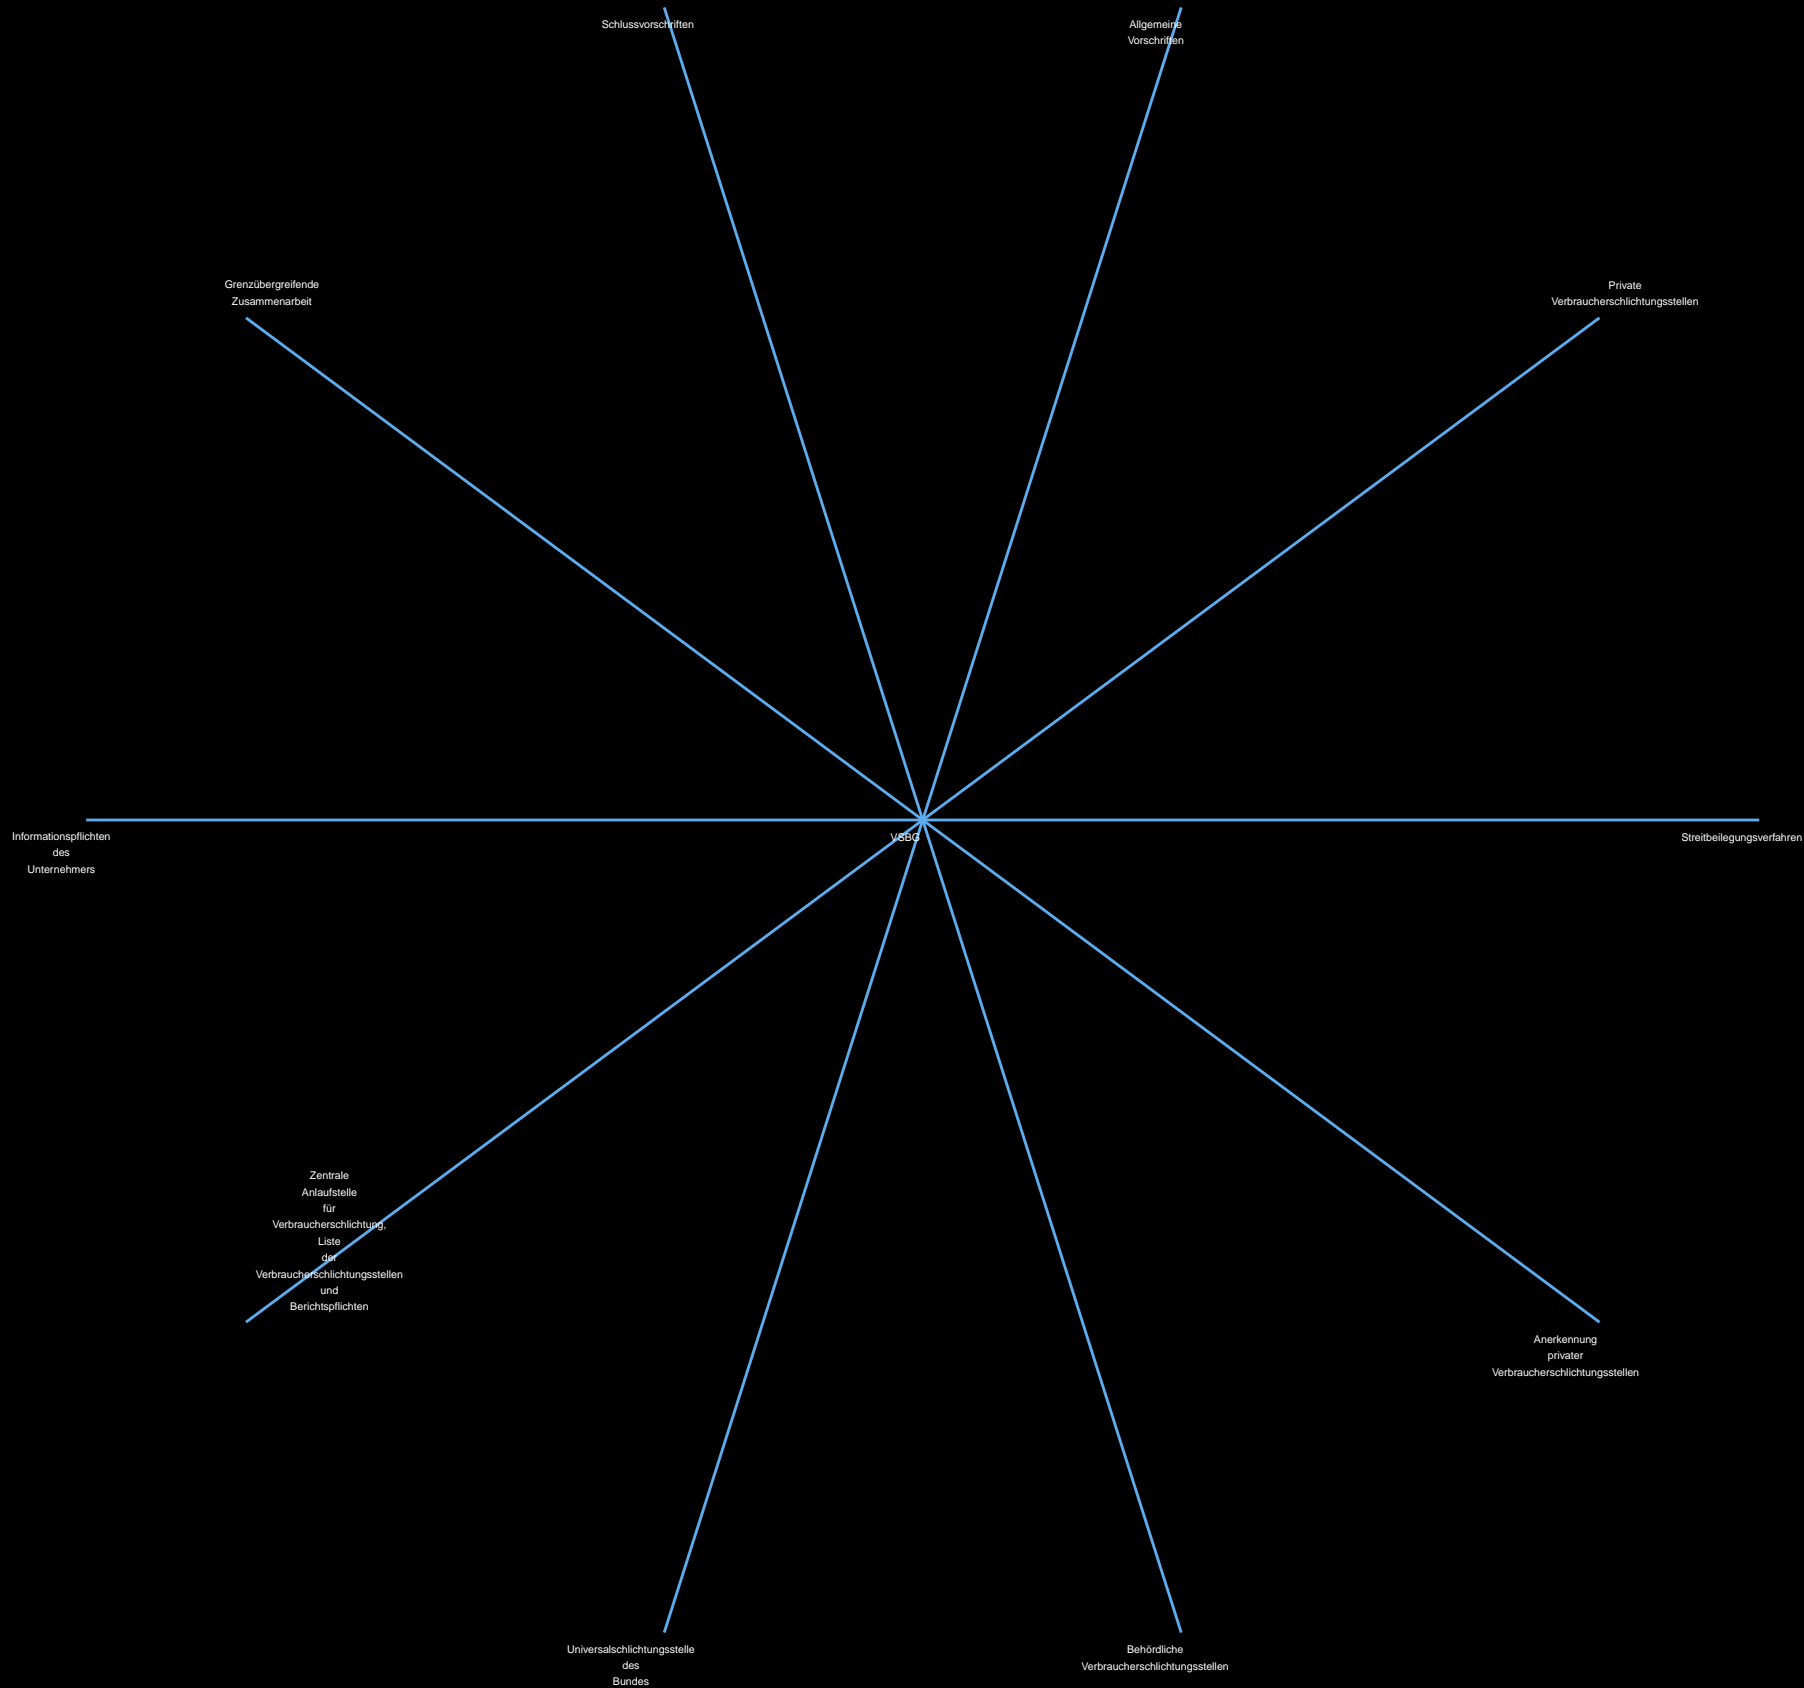 Schlussvorschriften
Allgemeine
Vorschriften
Grenzübergreifende
Zusammenarbeit
Private
Verbraucherschlichtungsstellen
Informationspflichten
des
Unternehmers
VSBG
Streitbeilegungsverfahren
Zentrale
Anlaufstelle
für
Verbraucherschlichtung,
Liste
der
Verbraucherschlichtungsstellen
und
Berichtspflichten
Anerkennung
privater
Verbraucherschlichtungsstellen
Universalschlichtungsstelle
des
Bundes
Behördliche
Verbraucherschlichtungsstellen